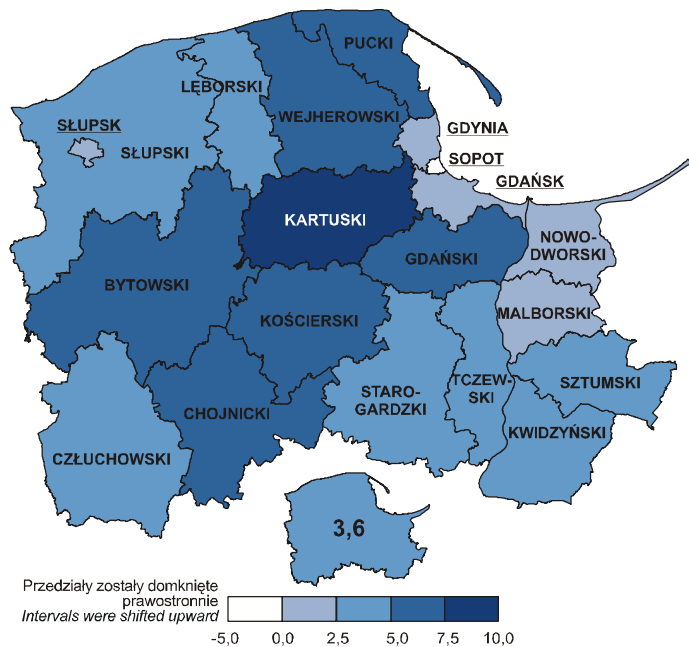 PUCKI
LĘBORSKI
WEJHEROWSKI
SŁUPSK
GDYNIA
SŁUPSKI
SOPOT
GDAŃSK
KARTUSKI
NOWO-
DWORSKI
GDAŃSKI
BYTOWSKI
MALBORSKI
KOŚCIERSKI
STARO-
GARDZKI
TCZEW-
SKI
SZTUMSKI
CHOJNICKI
KWIDZYŃSKI
CZŁUCHOWSKI
3,6
Przedziały zostały domknięte
prawostronnie
Intervals were shifted upward
-5,0 0,0 2,5 5,0 7,5 10,0